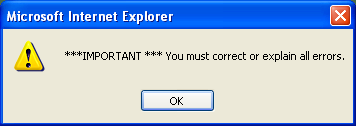 Microsoft Internet Explorer
***IMPORTANT *** You must correct or explain all errors.
OK